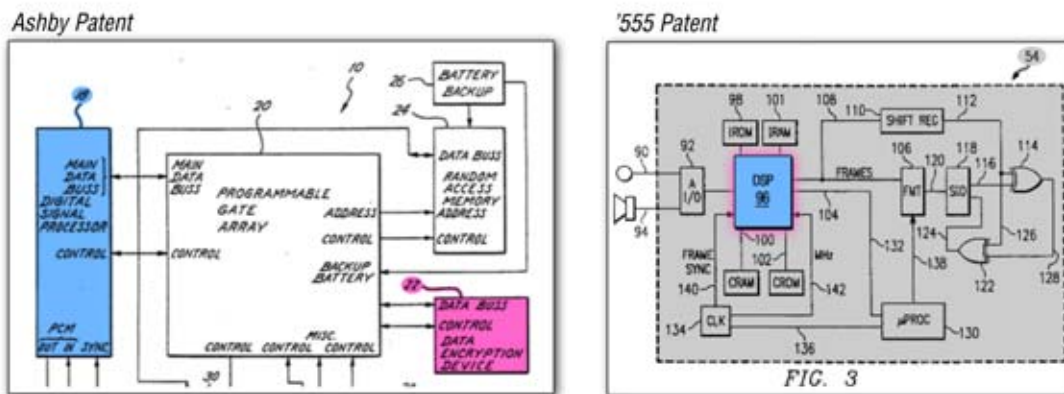 Ashby Patent
18
MAIN
DATA
BUSS
DIGITAL
SIGNAL
PROCESSOR
CONTROL
PCM
OUT IN SYNC
20
MAIN
DATA
BUSS
PROGRAMMABLE
GATE
ARRAY
ADDRESS
CONTROL
CONTROL
BACKUP
BATTERY
MISC.
CONTROL CONTROL CONTROL
30
10
26
BATTERY
BACKUP
24
DATA BUSS
RANDOM
ACCESS
MEMORY
ADDRESS
CONTROL
22
DATA BUSS
CONTROL
DATA
ENCRYPTION
DEVICE
'555 Patent
54
98
101
108
110
112
IROM
IRAM
SHIFT REG
90
92
106
118
114
A
I/O
DSP
96
FRAMES
FMT
120
SIO
116
94
104
100
102
132
124
126
138
122
128
FRAME
SYNC
MHz
140
142
CRAM
CROM
134
CLK
136
μPROC
130
FIG. 3